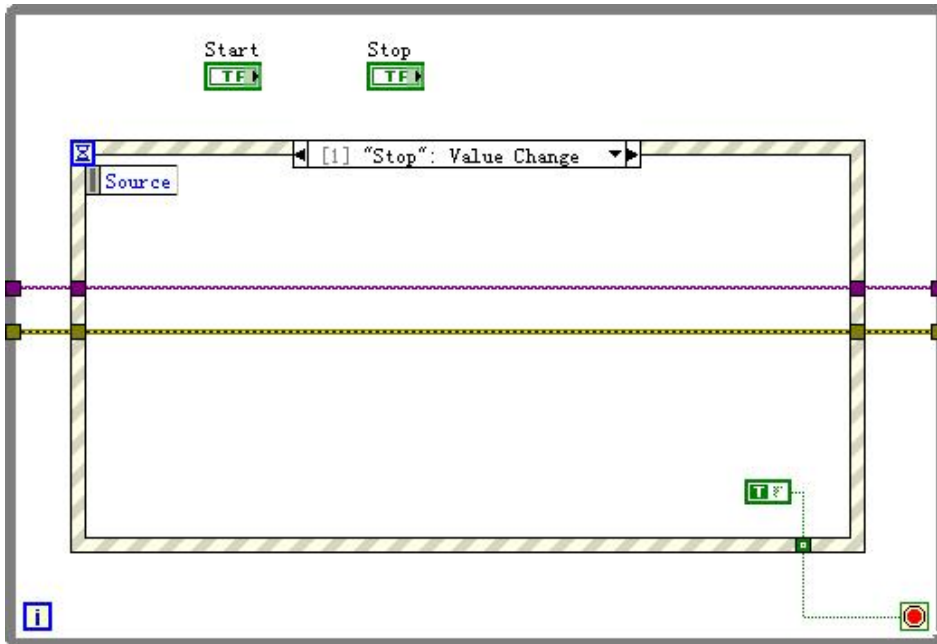 Start
Stop
TF
TF
[1] "Stop": Value Change
Source
T
i